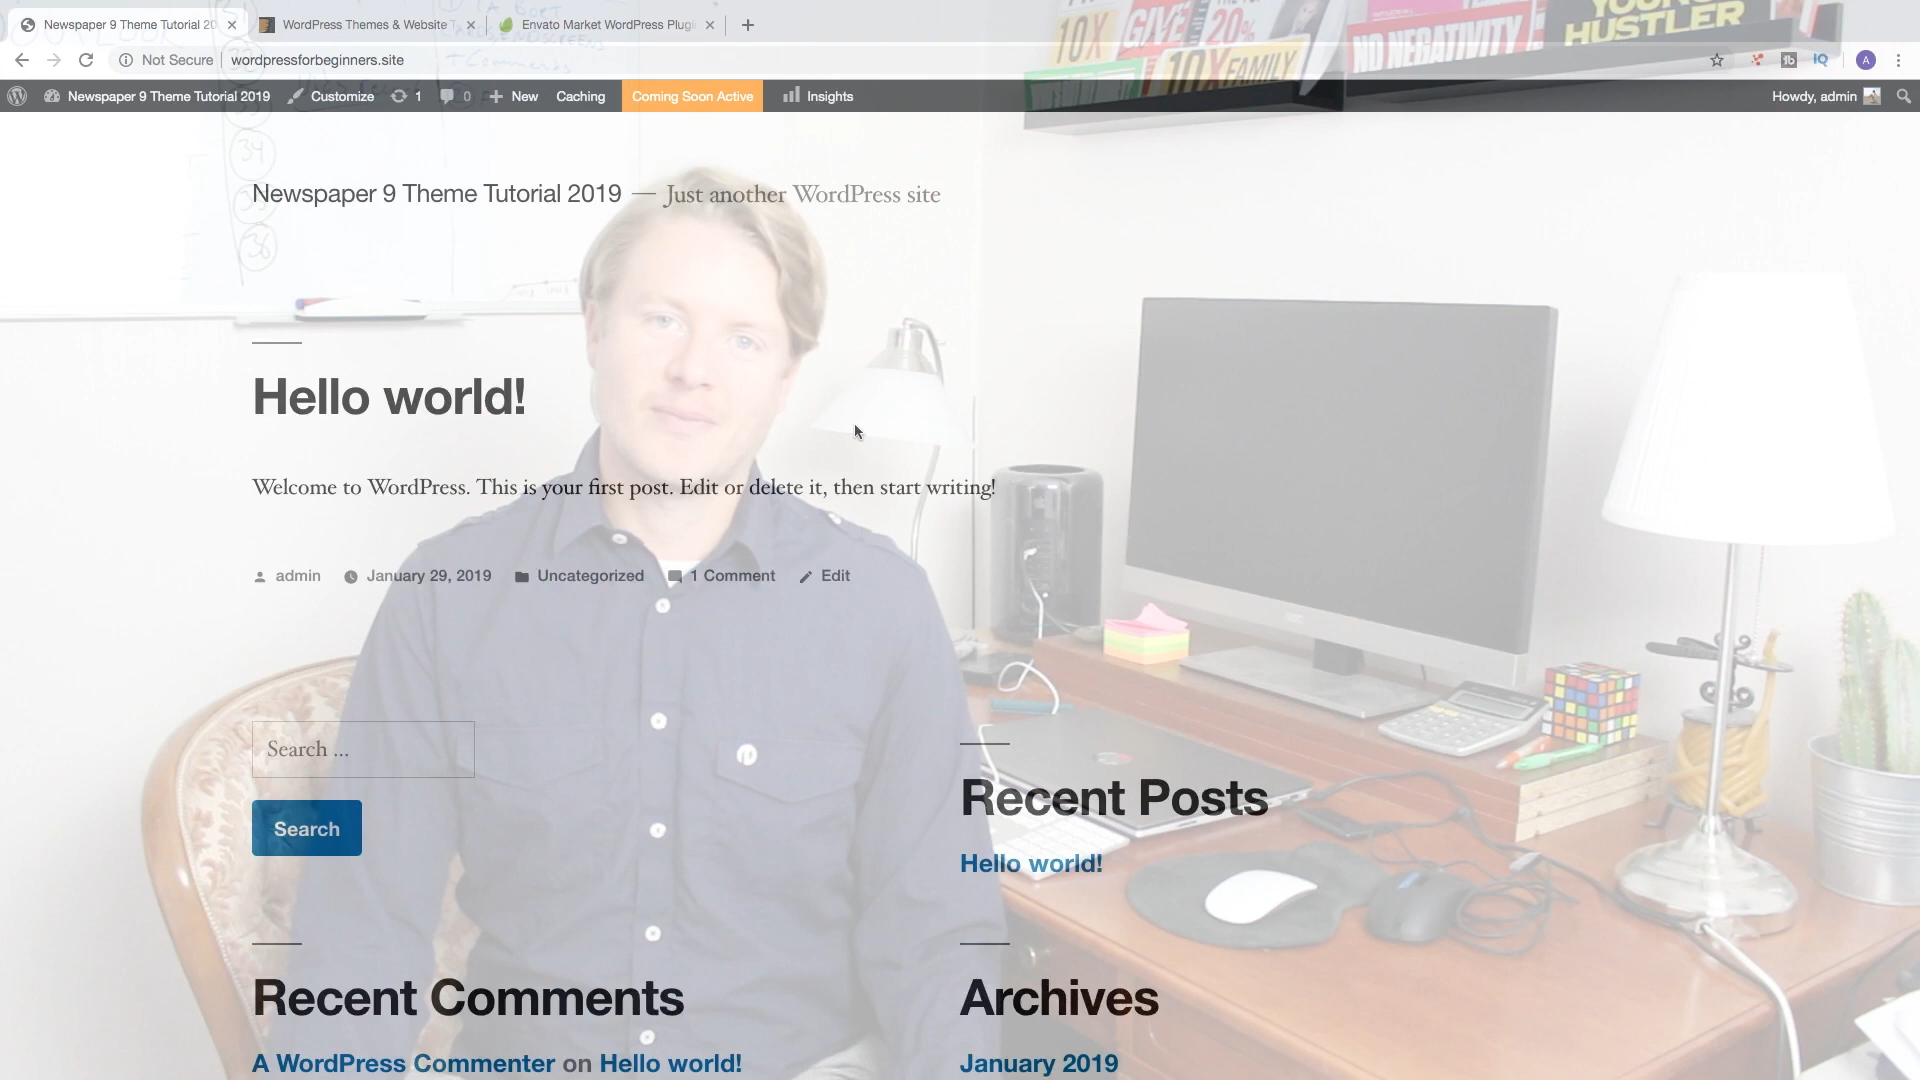 Newspaper 9 Theme Tutorial 20
WordPress Themes & Website T
Envato Market WordPress Plugi
Not Secure
wordpressforbeginners.site
A
Newspaper 9 Theme Tutorial 2019
Customize
1
0
New
Caching
Coming Soon Active
Insights
Howdy, admin
10X
GIVE
20%
10X FAMILY
NO NEGATIVITY
YOUNG
HUSTLER
34
36
Newspaper 9 Theme Tutorial 2019 — Just another WordPress site
Hello world!
Welcome to WordPress. This is your first post. Edit or delete it, then start writing!
admin January 29, 2019 Uncategorized 1 Comment Edit
Search ...
Search
Recent Posts
Hello world!
Recent Comments
A WordPress Commenter on Hello world!
Archives
January 2019